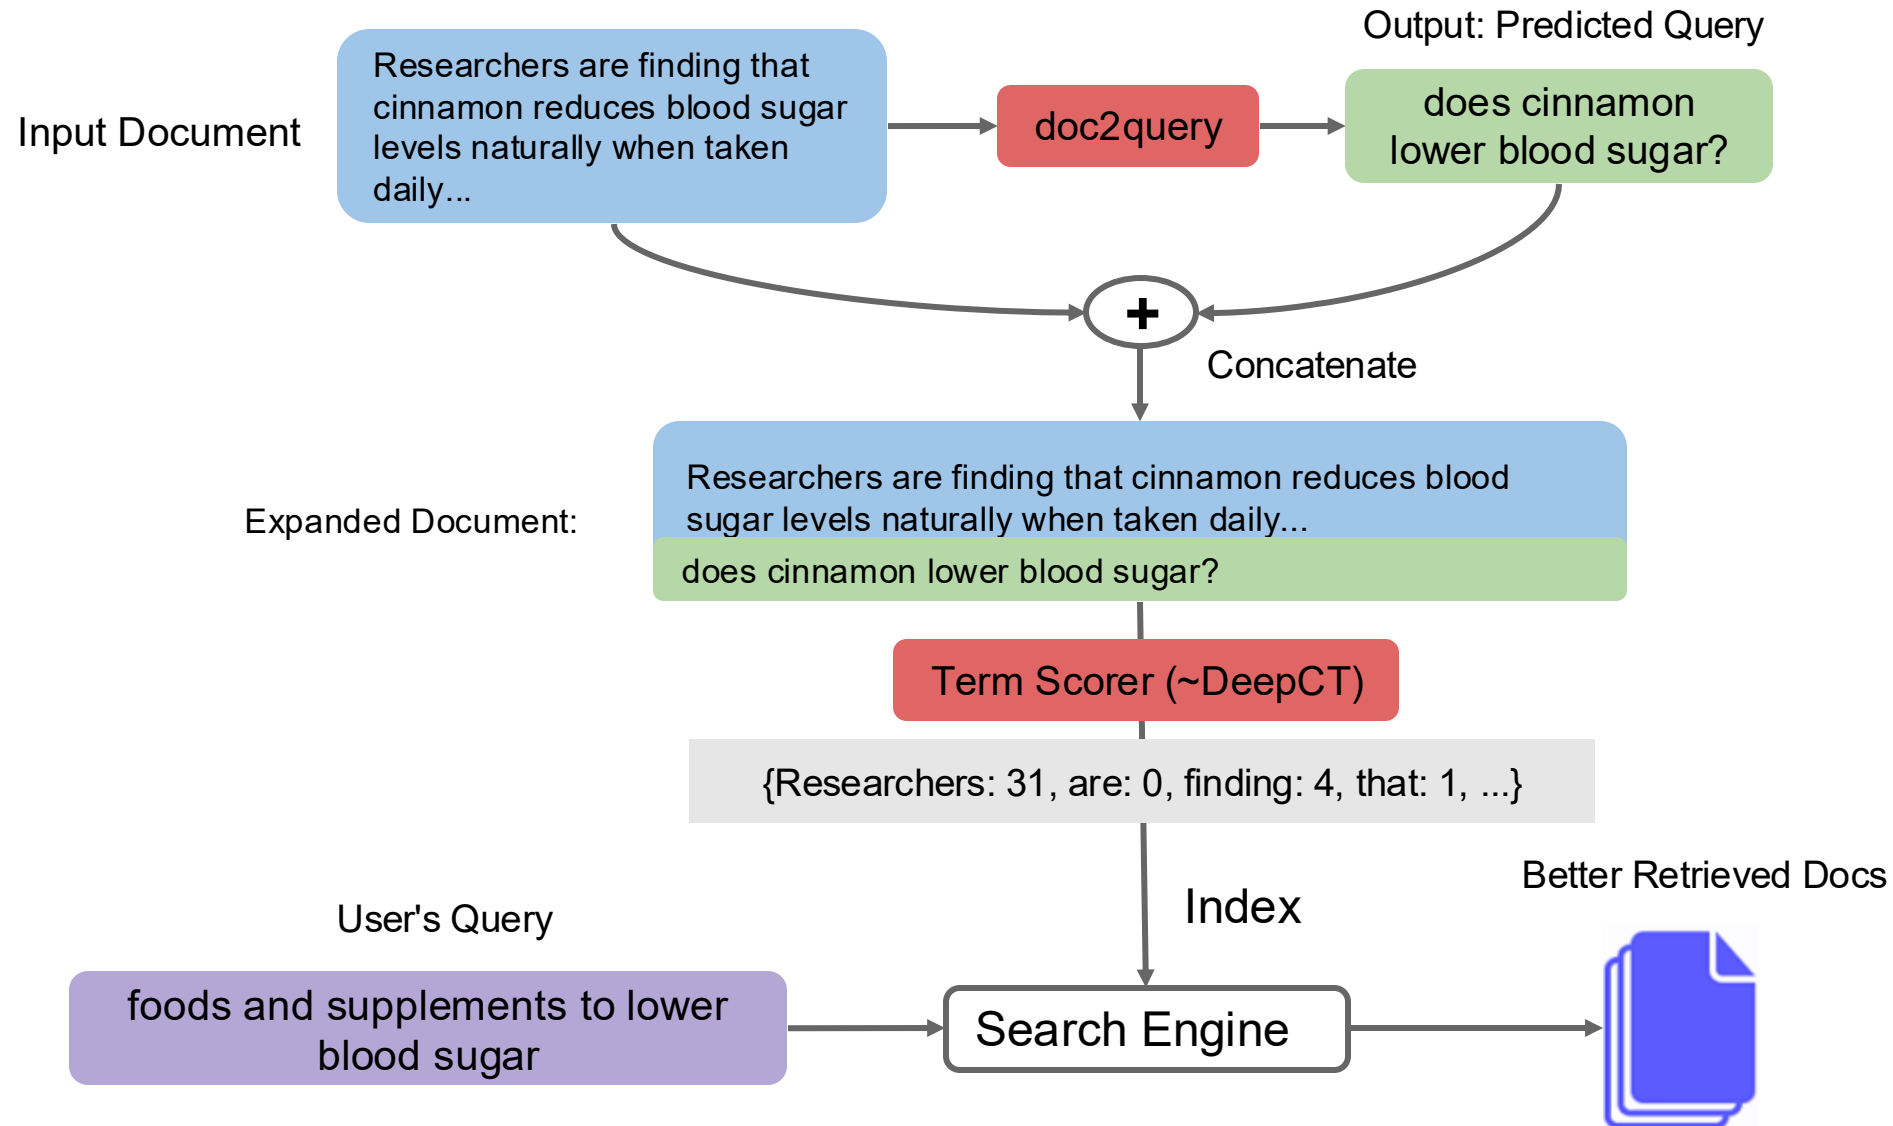 Output: Predicted Query
Input Document
Researchers are finding that
cinnamon reduces blood sugar
levels naturally when taken
daily...
doc2query
does cinnamon
lower blood sugar?
+
Concatenate
Expanded Document:
Researchers are finding that cinnamon reduces blood
sugar levels naturally when taken daily...
does cinnamon lower blood sugar?
Term Scorer (~DeepCT)
{Researchers: 31, are: 0, finding: 4, that: 1, ...}
Index
Better Retrieved Docs
User's Query
foods and supplements to lower
blood sugar
Search Engine